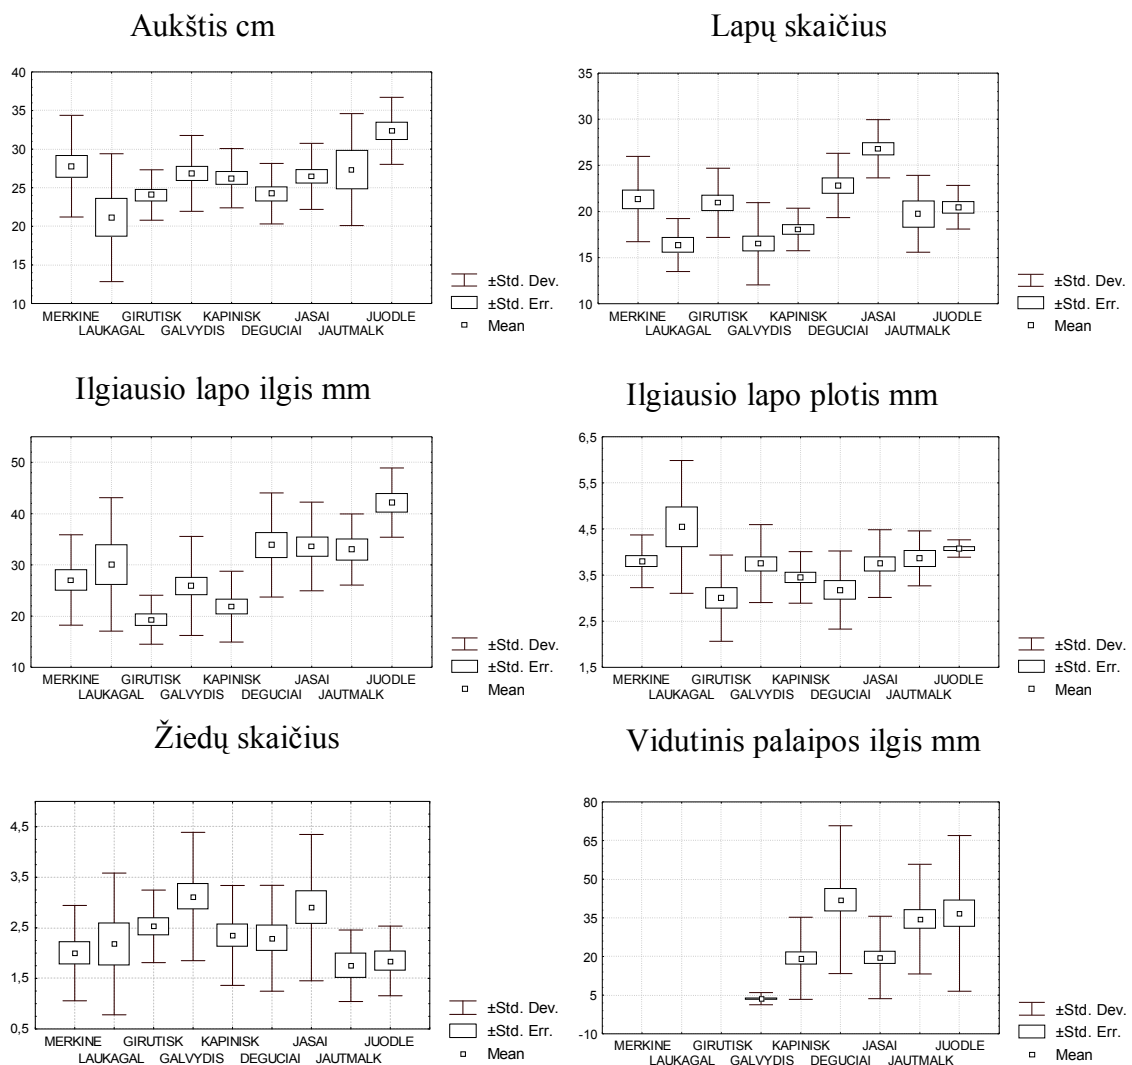 Aukštis cm
40
35
30
25
20
15
10
MERKINE GIRUTISK KAPINISK JASAI JUODLE
LAUKAGAL GALVYDIS DEGUCIAI JAUTMALK
±Std. Dev.
±Std. Err.
Mean
Lapų skaičius
35
30
25
20
15
10
MERKINE GIRUTISK KAPINISK JASAI JUODLE
LAUKAGAL GALVYDIS DEGUCIAI JAUTMALK
±Std. Dev.
±Std. Err.
Mean
Ilgiausio lapo ilgis mm
50
40
30
20
10
MERKINE GIRUTISK KAPINISK JASAI JUODLE
LAUKAGAL GALVYDIS DEGUCIAI JAUTMALK
±Std. Dev.
±Std. Err.
Mean
Ilgiausio lapo plotis mm
6,5
5,5
4,5
3,5
2,5
1,5
MERKINE GIRUTISK KAPINISK JASAI JUODLE
LAUKAGAL GALVYDIS DEGUCIAI JAUTMALK
±Std. Dev.
±Std. Err.
Mean
Žiedų skaičius
4,5
3,5
2,5
1,5
0,5
MERKINE GIRUTISK KAPINISK JASAI JUODLE
LAUKAGAL GALVYDIS DEGUCIAI JAUTMALK
±Std. Dev.
±Std. Err.
Mean
Vidutinis palaipos ilgis mm
80
65
50
35
20
5
-10
MERKINE GIRUTISK KAPINISK JASAI JUODLE
LAUKAGAL GALVYDIS DEGUCIAI JAUTMALK
±Std. Dev.
±Std. Err.
Mean